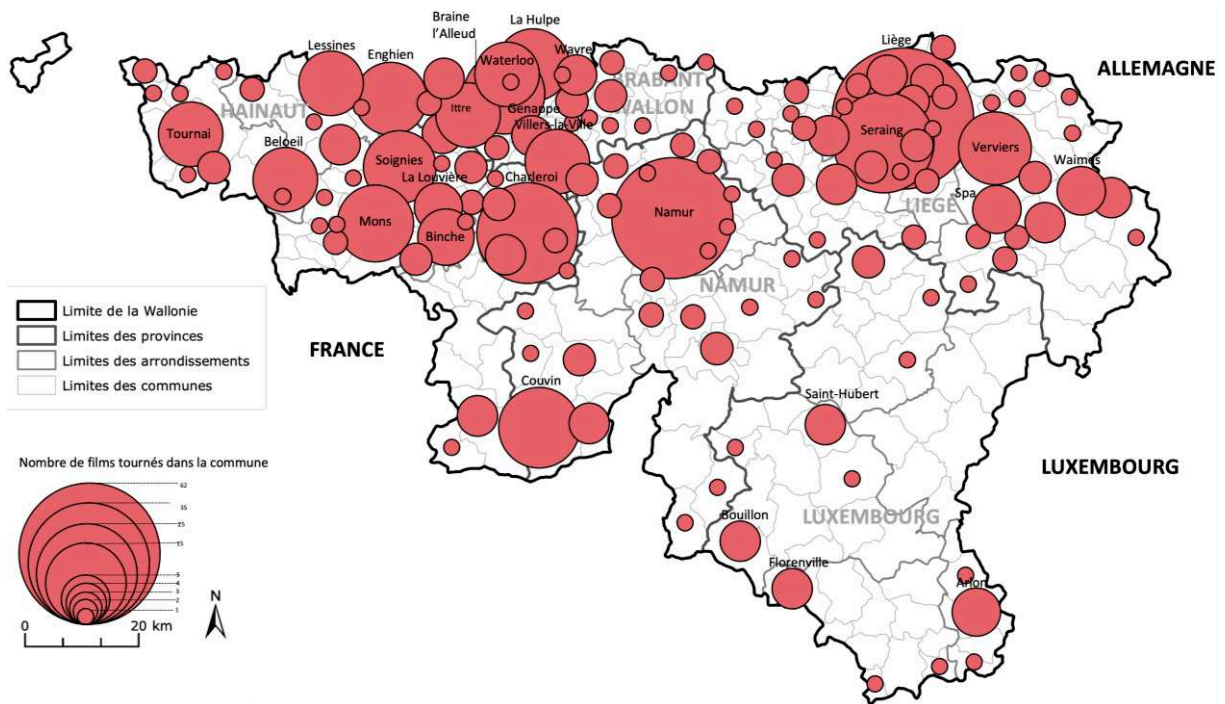 Braine
l’Alleud
La Hulpe
Liège
Lessines
Enghien
Waterloo
Wavre
ALLEMAGNE
BRABANT
WALLON
HAINAUT
Ittre
Genappe
Villers-la-Ville
Tournai
Seraing
Verviers
Beloeil
Soignies
La Louvière
Charleroi
Waimes
Spa
LIEGE
Mons
Binche
Namur
NAMUR
Limite de la Wallonie
Limites des provinces
Limites des arrondissements
Limites des communes
FRANCE
Couvin
Saint-Hubert
LUXEMBOURG
Nombre de films tournés dans la commune
62
35
25
15
5
4
3
2
1
N
0 20 km
Bouillon
LUXEMBOURG
Florenville
Arlon